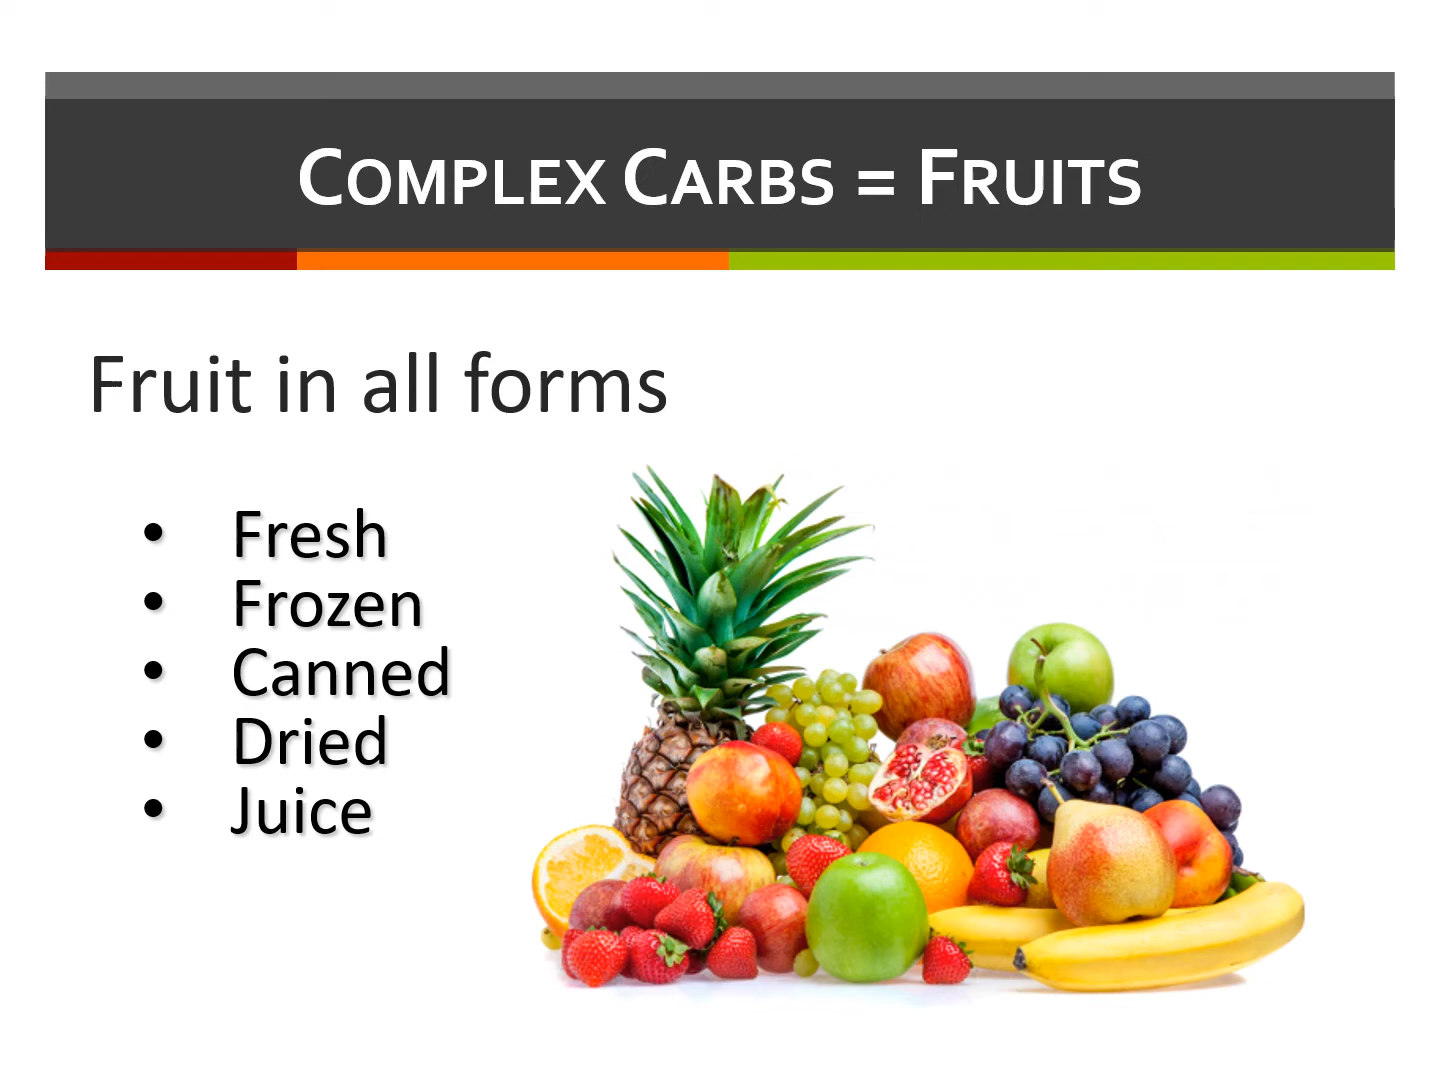 COMPLEX CARBS = FRUITS
Fruit in all forms
• Fresh
• Frozen
• Canned
• Dried
• Juice